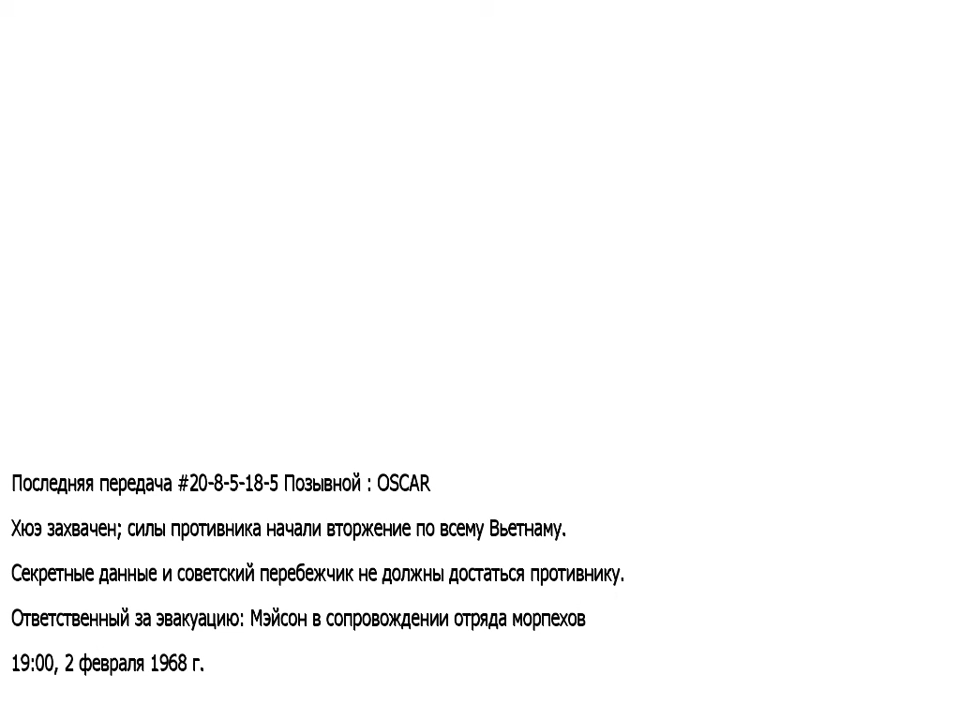 Последняя передача #20-8-5-18-5 Позывной : OSCAR
Хюэ захвачен; силы противника начали вторжение по всему Вьетнаму.
Секретные данные и советский перебежчик не должны достаться противнику.
Ответственный за эвакуацию: Мэйсон в сопровождении отряда морпехов
19:00, 2 февраля 1968 г.